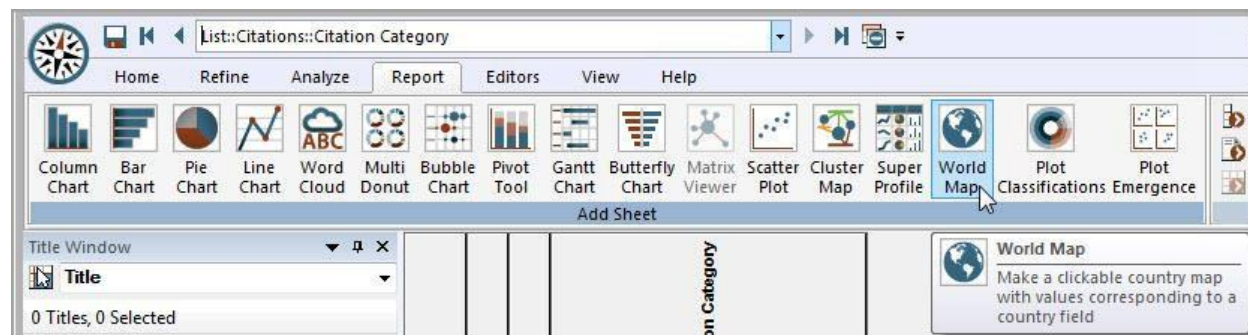 List::Citations::Citation Category
Home Refine Analyze Report Editors View Help
ABC
Column Bar Pie Line Word Multi Bubble Pivot Gantt Butterfly Matrix Scatter Cluster Super World Plot Plot
Chart Chart Chart Chart Cloud Donut Chart Tool Chart Chart Viewer Plot Map Profile Map Classifications Emergence
Add Sheet
Title Window
Title
0 Titles, 0 Selected
on Category
World Map
Make a clickable country map
with values corresponding to a
country field